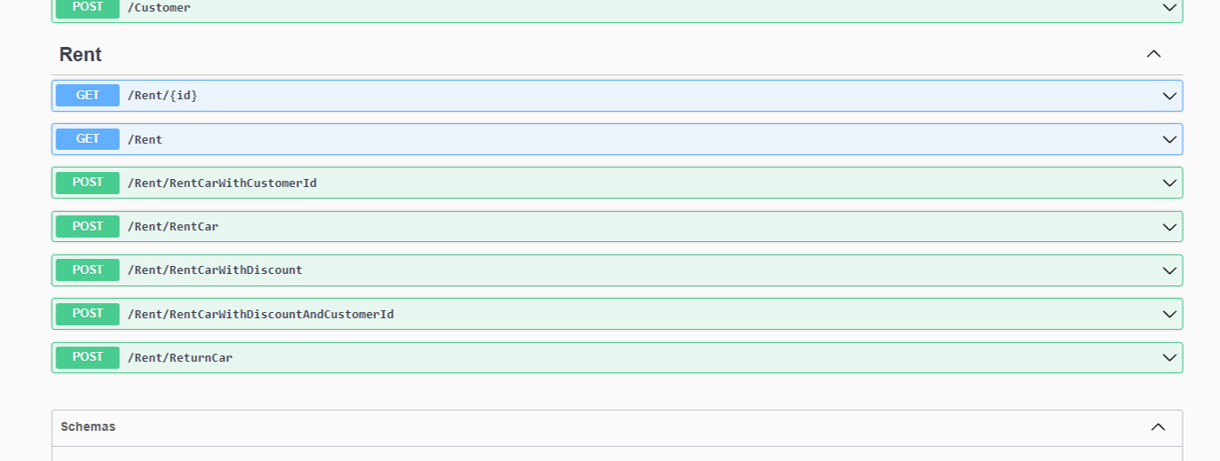 POST /Customer
Rent
GET /Rent/{id}
GET /Rent
POST /Rent/RentCarWithCustomerId
POST /Rent/RentCar
POST /Rent/RentCarWithDiscount
POST /Rent/RentCarWithDiscountAndCustomerId
POST /Rent/ReturnCar
Schemas